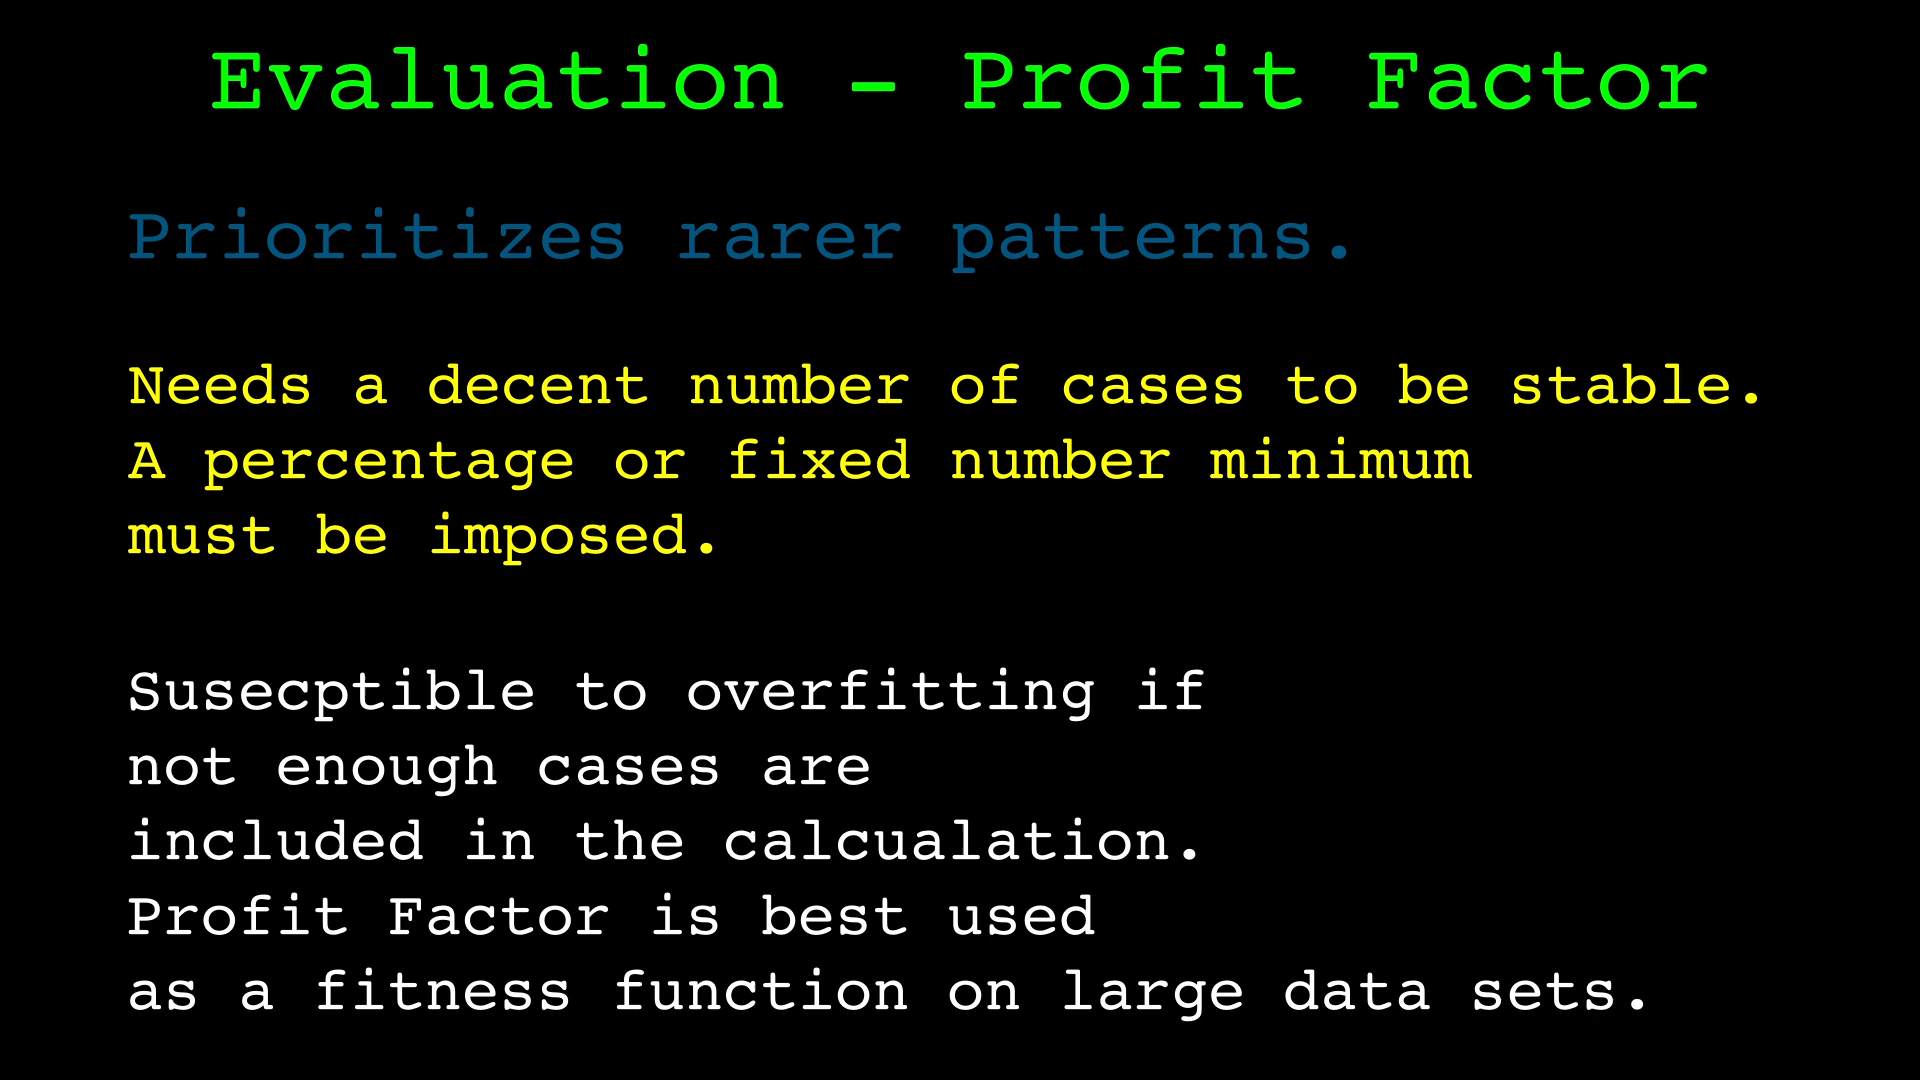 Evaluation - Profit Factor
Prioritizes rarer patterns.
Needs a decent number of cases to be stable.
A percentage or fixed number minimum
must be imposed.
Susecptible to overfitting if
not enough cases are
included in the calcualation.
Profit Factor is best used
as a fitness function on large data sets.